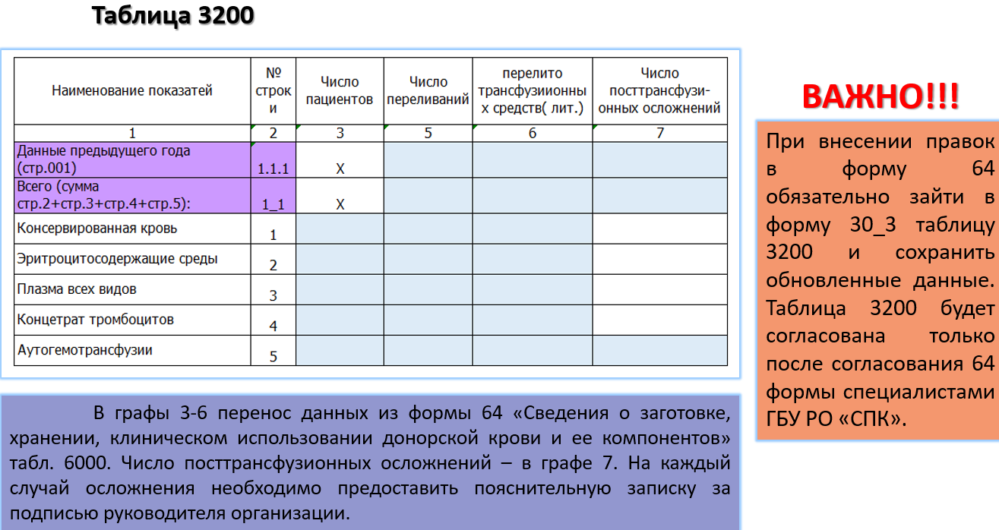 Таблица 3200
Наименование показатей
№ строк и
Число пациентов
Число переливаний
перелито трансфузиионны х средств( лит.)
Число посттрансфузи- онных осложнений
1 2 3 5 6 7
Данные предыдущего года
(стр.001) 1.1.1 X
Всего (сумма
стр.2+стр.3+стр.4+стр.5): 1_1 X
Консервированная кровь 1
Эритроцитосодержащие среды 2
Плазма всех видов 3
Концетрат тромбоцитов 4
Аутогемотрансфузии 5
В графы 3-6 перенос данных из формы 64 «Сведения о заготовке,
хранении, клиническом использовании донорской крови и ее компонентов»
табл. 6000. Число посттрансфузионных осложнений – в графе 7. На каждый
случай осложнения необходимо предоставить пояснительную записку за
подписью руководителя организации.
ВАЖНО!!!
При внесении правок
в форму 64
обязательно зайти в
форму 30_3 таблицу
3200 и сохранить
обновленные данные.
Таблица 3200 будет
согласована только
после согласования 64
формы специалистами
ГБУ РО «СПК».